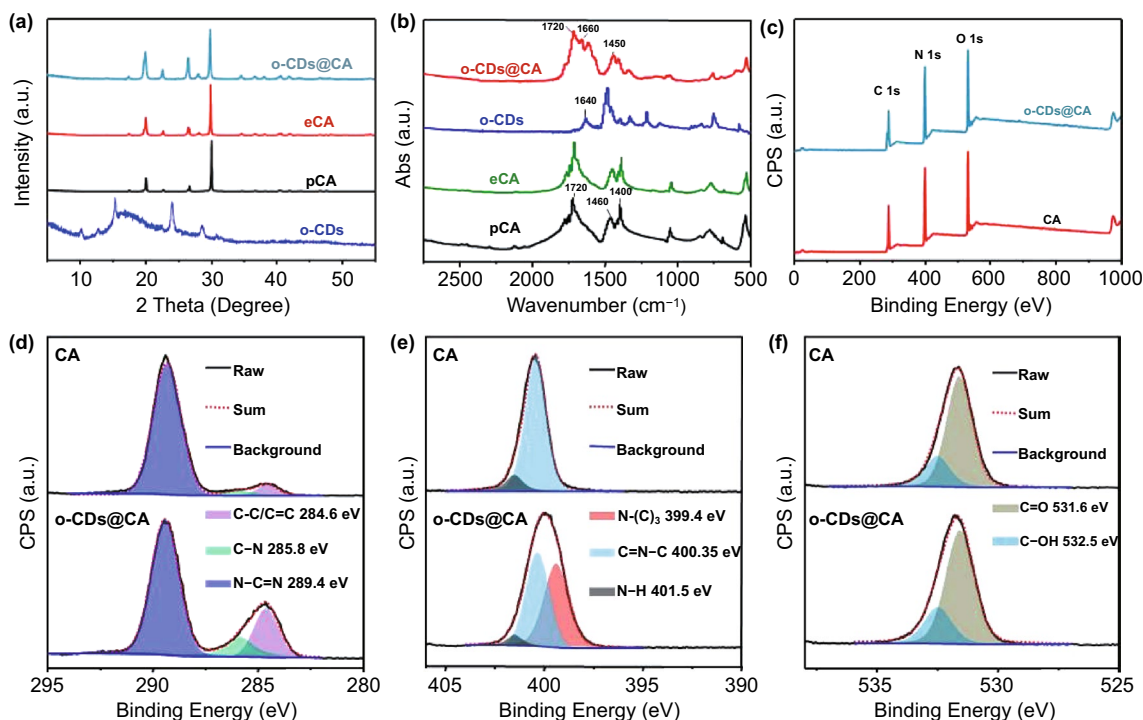 (a)
o-CDs@CA
eCA
pCA
o-CDs
Intensity (a.u.)
10 20 30 40 50
2 Theta (Degree)
(b)
1720 1660
1450
o-CDs@CA
1640
o-CDs
eCA
1720
1460
1400
pCA
Abs (a.u.)
2500 2000 1500 1000 500
Wavenumber (cm⁻¹)
(c)
O 1s
N 1s
C 1s
o-CDs@CA
CA
CPS
0 200 400 600 800 1000
Binding Energy (eV)
(d)
CA
Raw
Sum
Background
o-CDs@CA
C-C/C=C 284.6 eV
C−N 285.8 eV
N−C=N 289.4 eV
CPS (a.u.)
295 290 285 280
Binding Energy (eV)
(e)
CA
Raw
Sum
Background
o-CDs@CA
N-(C)₃ 399.4 eV
C=N−C 400.35eV
N−H 401.5 eV
CPS (a.u.)
405 400 395 390
Binding Energy (eV)
(f)
CA
Raw
Sum
Background
o-CDs@CA
C=O 531.6 eV
C−OH 532.5 eV
CPS (a.u.)
535 530 525
Binding Energy (eV)